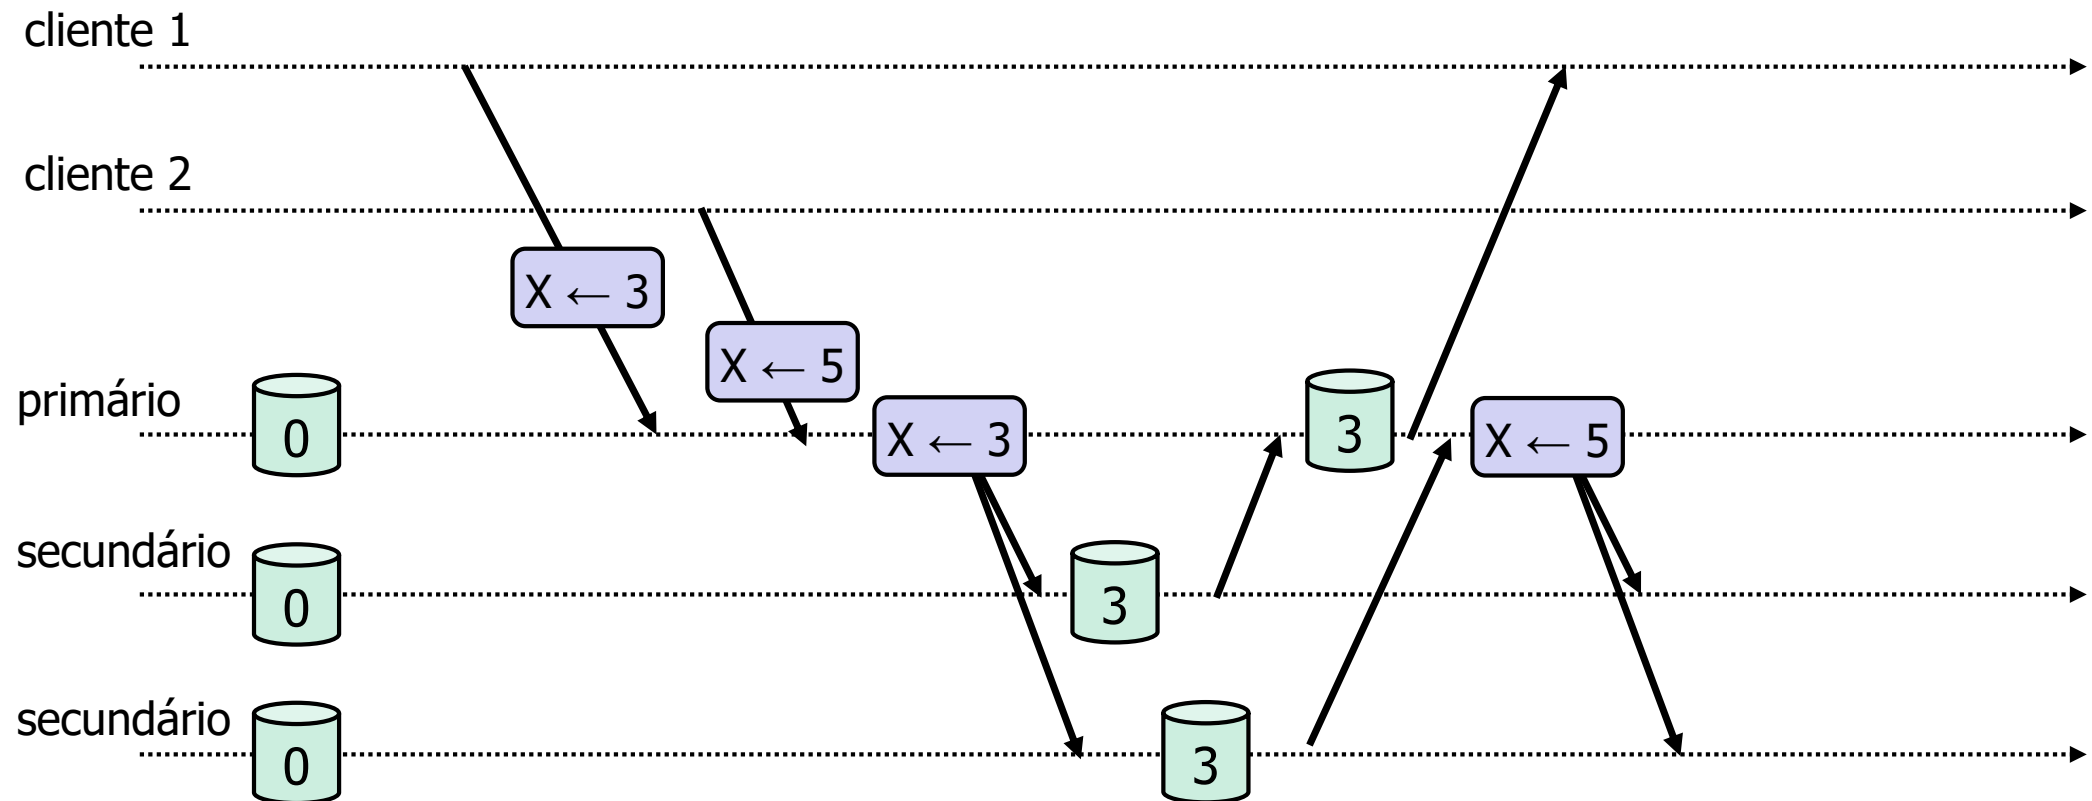 cliente 1
cliente 2
X ← 3
X ← 5
primário
0
X ← 3
3
X ← 5
secundário
0
3
secundário
0
3